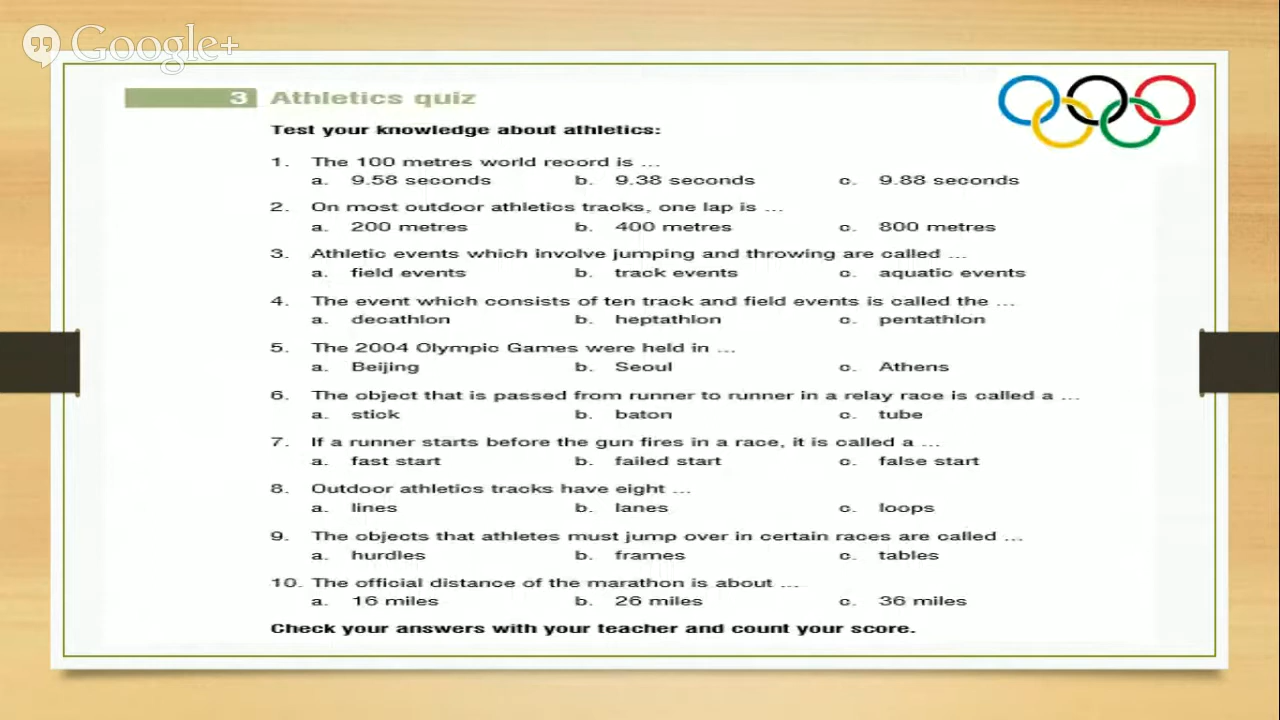 Google+
3 Athletics quiz
Test your knowledge about athletics:
1. The 100 metres world record is ...
a. 9.58 seconds b. 9.38 seconds c. 9.88 seconds
2. On most outdoor athletics tracks, one lap is ...
a. 200 metres b. 400 metres c. 800 metres
3. Athletic events which involve jumping and throwing are called ...
a. field events b. track events c. aquatic events
4. The event which consists of ten track and field events is called the ...
a. decathlon b. heptathlon c. pentathlon
5. The 2004 Olympic Games were held in ...
a. Beijing b. Seoul c. Athens
6. The object that is passed from runner to runner in a relay race is called a ...
a. stick b. baton c. tube
7. If a runner starts before the gun fires in a race, it is called a ...
a. fast start b. failed start c. false start
8. Outdoor athletics tracks have eight ...
a. lines b. lanes c. loops
9. The objects that athletes must jump over in certain races are called ...
a. hurdles b. frames c. tables
10. The official distance of the marathon is about ...
a. 16 miles b. 26 miles c. 36 miles
Check your answers with your teacher and count your score.